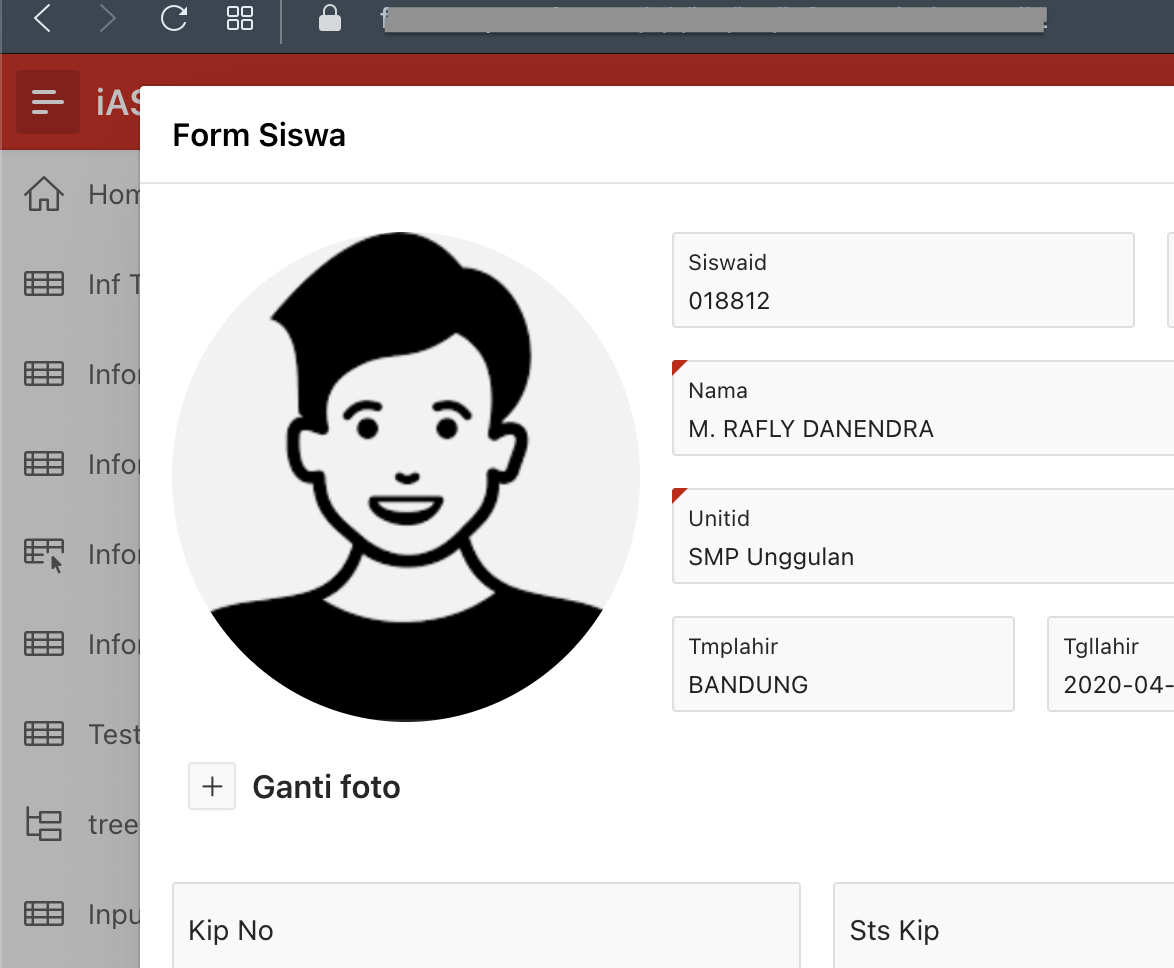 iAS
Form Siswa
Hom
Inf T
Infor
Infor
Infor
Infor
Test
tree
Inpu
Siswaid
018812
Nama
M. RAFLY DANENDRA
Unitid
SMP Unggulan
Tmplahir
BANDUNG
Tgllahir
2020-04-
Ganti foto
Kip No
Sts Kip